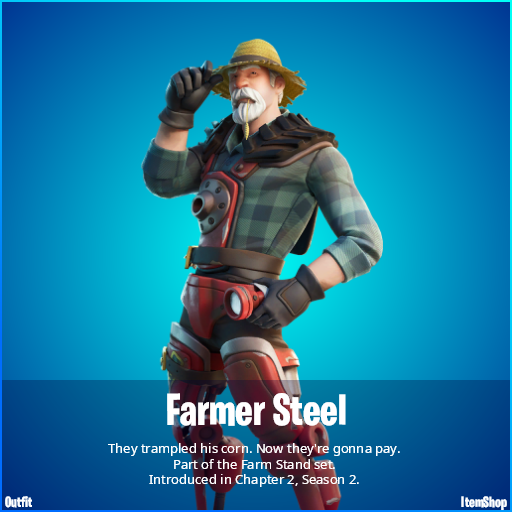 Farmer Steel
They trampled his corn. Now they're gonna pay.
Part of the Farm Stand set.
Introduced in Chapter 2, Season 2.
Outfit
ItemShop